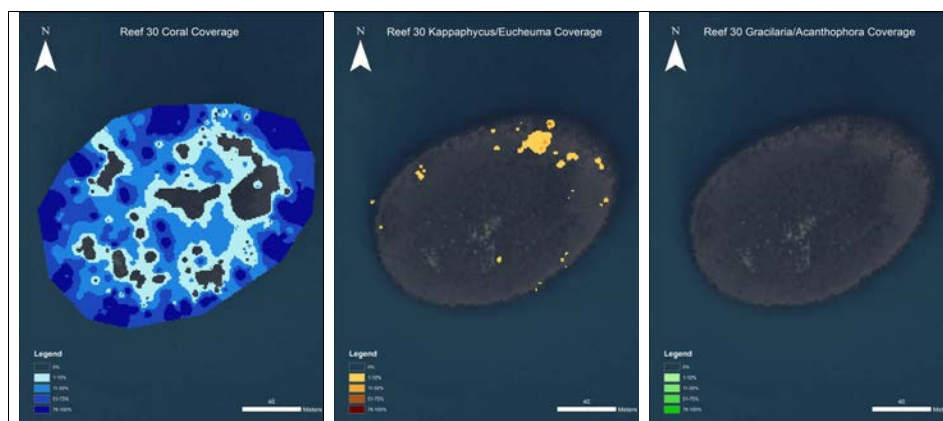 N
Reef 30 Coral Coverage
Legend
0%
1-10%
11-50%
51-75%
76-100%
40
Meters
N
Reef 30 Kappaphycus/Eucheuma Coverage
Legend
0%
1-10%
11-50%
51-75%
76-100%
40
Meters
N
Reef 30 Gracilaria/Acanthophora Coverage
Legend
0%
1-10%
11-50%
51-75%
76-100%
40
Meters